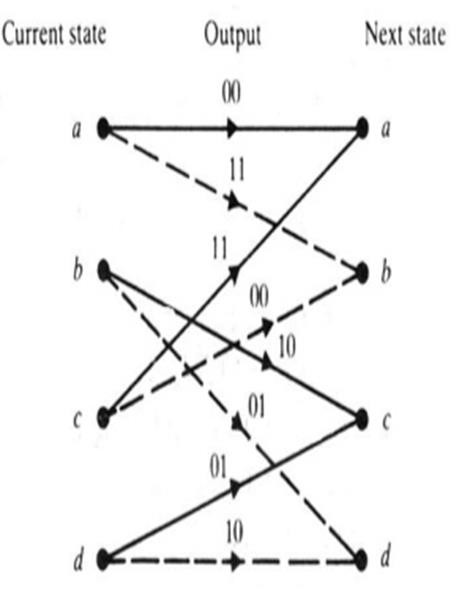 Current state Output Next state
00
a a
11
11
b b
00
10
c c
01
01
10
d d